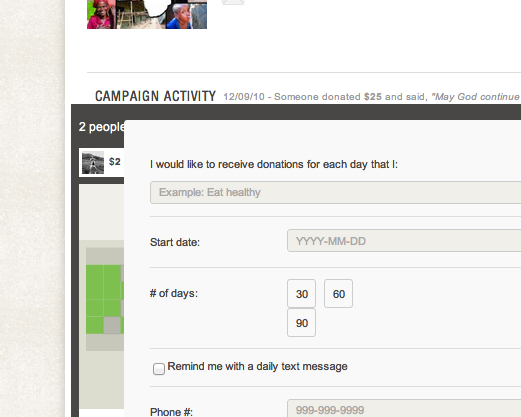 CAMPAIGN ACTIVITY 12/09/10 - Someone donated $25 and said, "May God continue
2 people
$2
I would like to receive donations for each day that I:
Example: Eat healthy
Start date: YYYY-MM-DD
# of days: 30 60
90
Remind me with a daily text message
Phone #: 999-999-9999